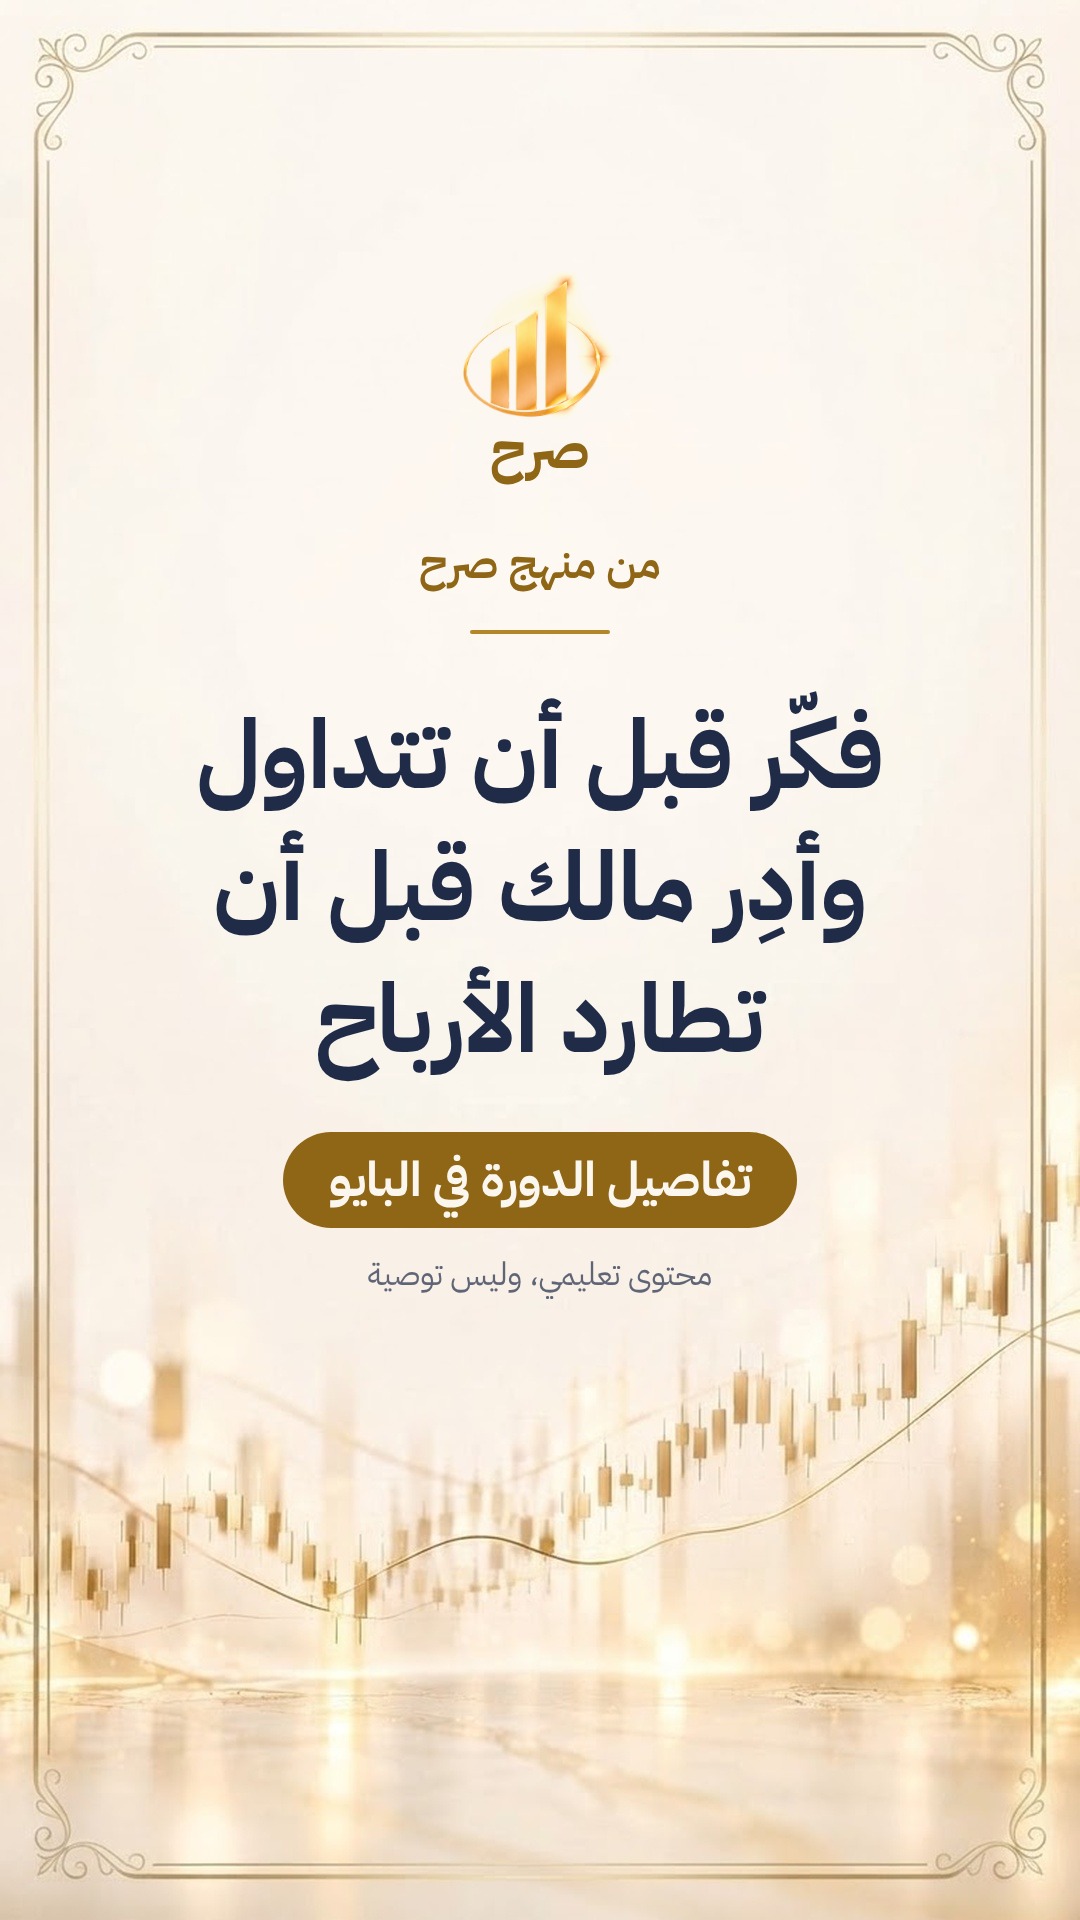 صرح
من منهج صرح
فكّر قبل أن تتداول
وأدِر مالك قبل أن
تطارد الأرباح
تفاصيل الدورة في البايو
محتوى تعليمي، وليس توصية